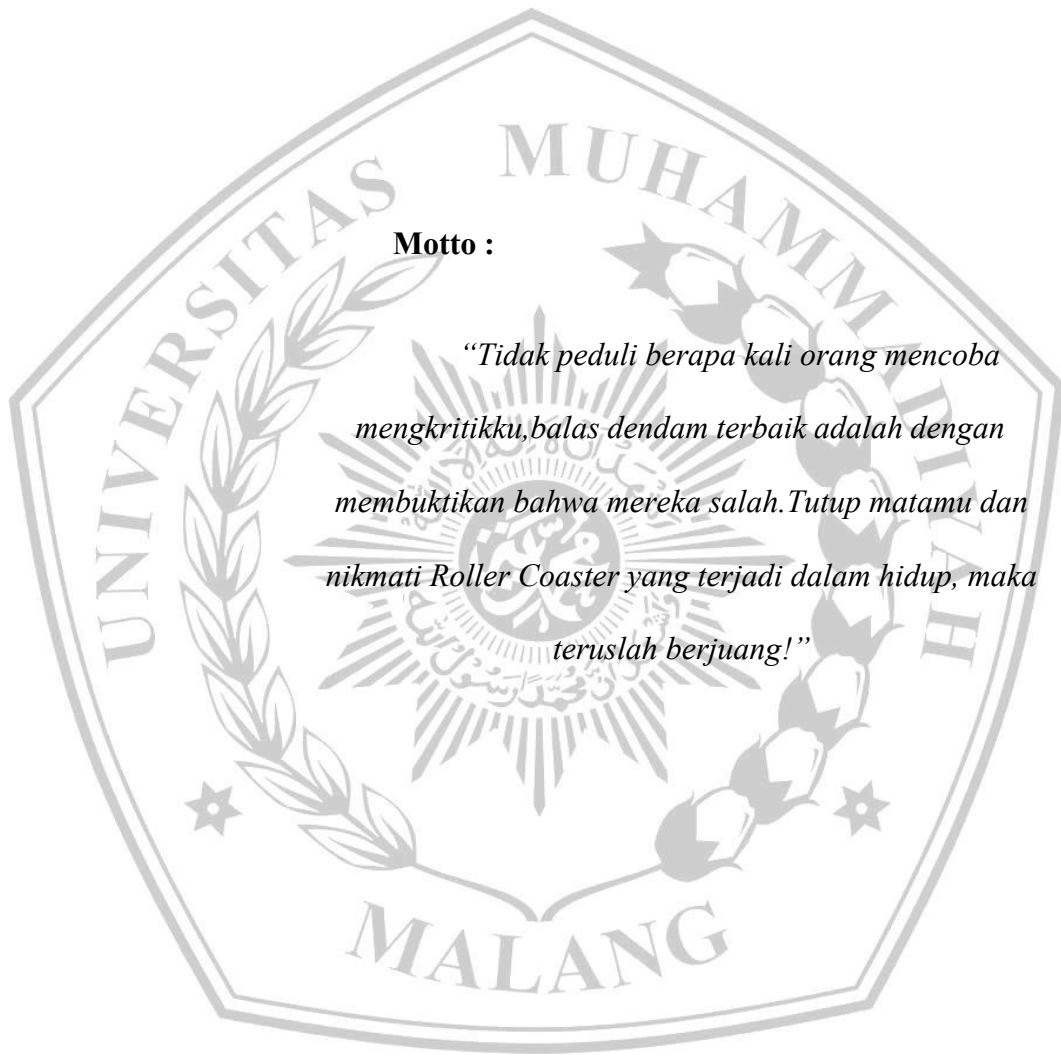 UNIVERSITAS MUHAMMADIYAH
Motto :
“Tidak peduli berapa kali orang mencoba
mengkritikku,balas dendam terbaik adalah dengan
membuktikan bahwa mereka salah.Tutup matamu dan
nikmati Roller Coaster yang terjadi dalam hidup, maka
teruslah berjuang!”
MALANG